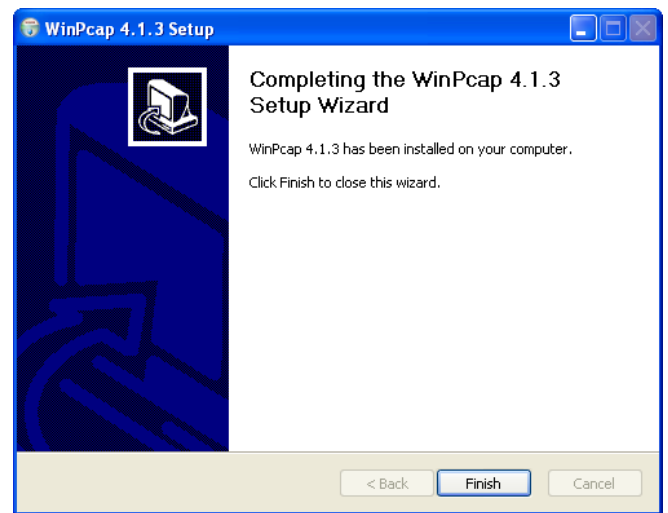 WinPcap 4.1.3 Setup
Completing the WinPcap 4.1.3
Setup Wizard
WinPcap 4.1.3 has been installed on your computer.
Click Finish to close this wizard.
< Back
Finish
Cancel